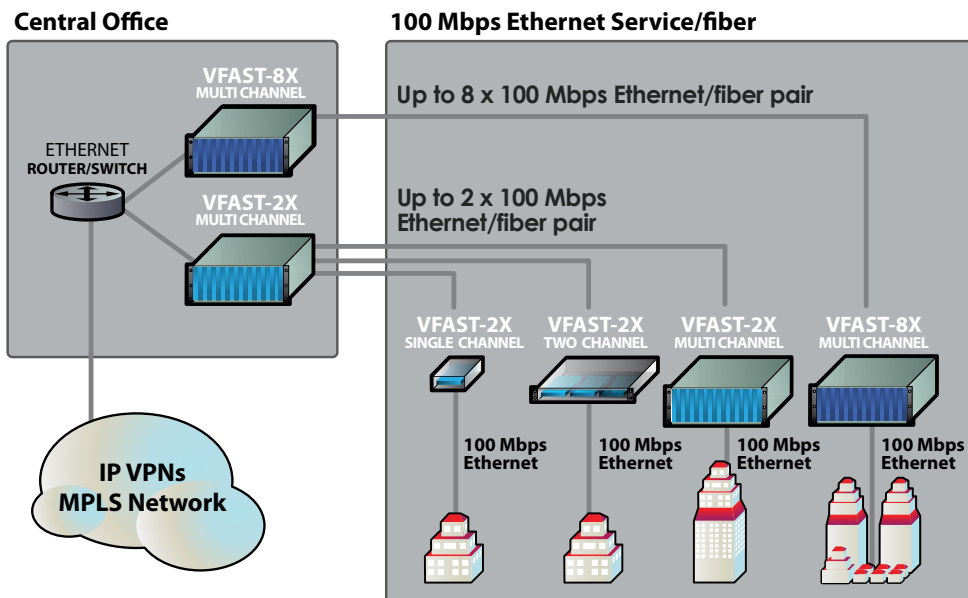 Central Office
100 Mbps Ethernet Service/fiber
VFAST-8X
MULTI CHANNEL
ETHERNET
ROUTER/SWITCH
VFAST-2X
MULTI CHANNEL
Up to 8 x 100 Mbps Ethernet/fiber pair
Up to 2 x 100 Mbps
Ethernet/fiber pair
VFAST-2X
SINGLE CHANNEL
VFAST-2X
TWO CHANNEL
VFAST-2X
MULTI CHANNEL
VFAST-8X
MULTI CHANNEL
100 Mbps
Ethernet
100 Mbps
Ethernet
100 Mbps
Ethernet
100 Mbps
Ethernet
IP VPNs
MPLS Network